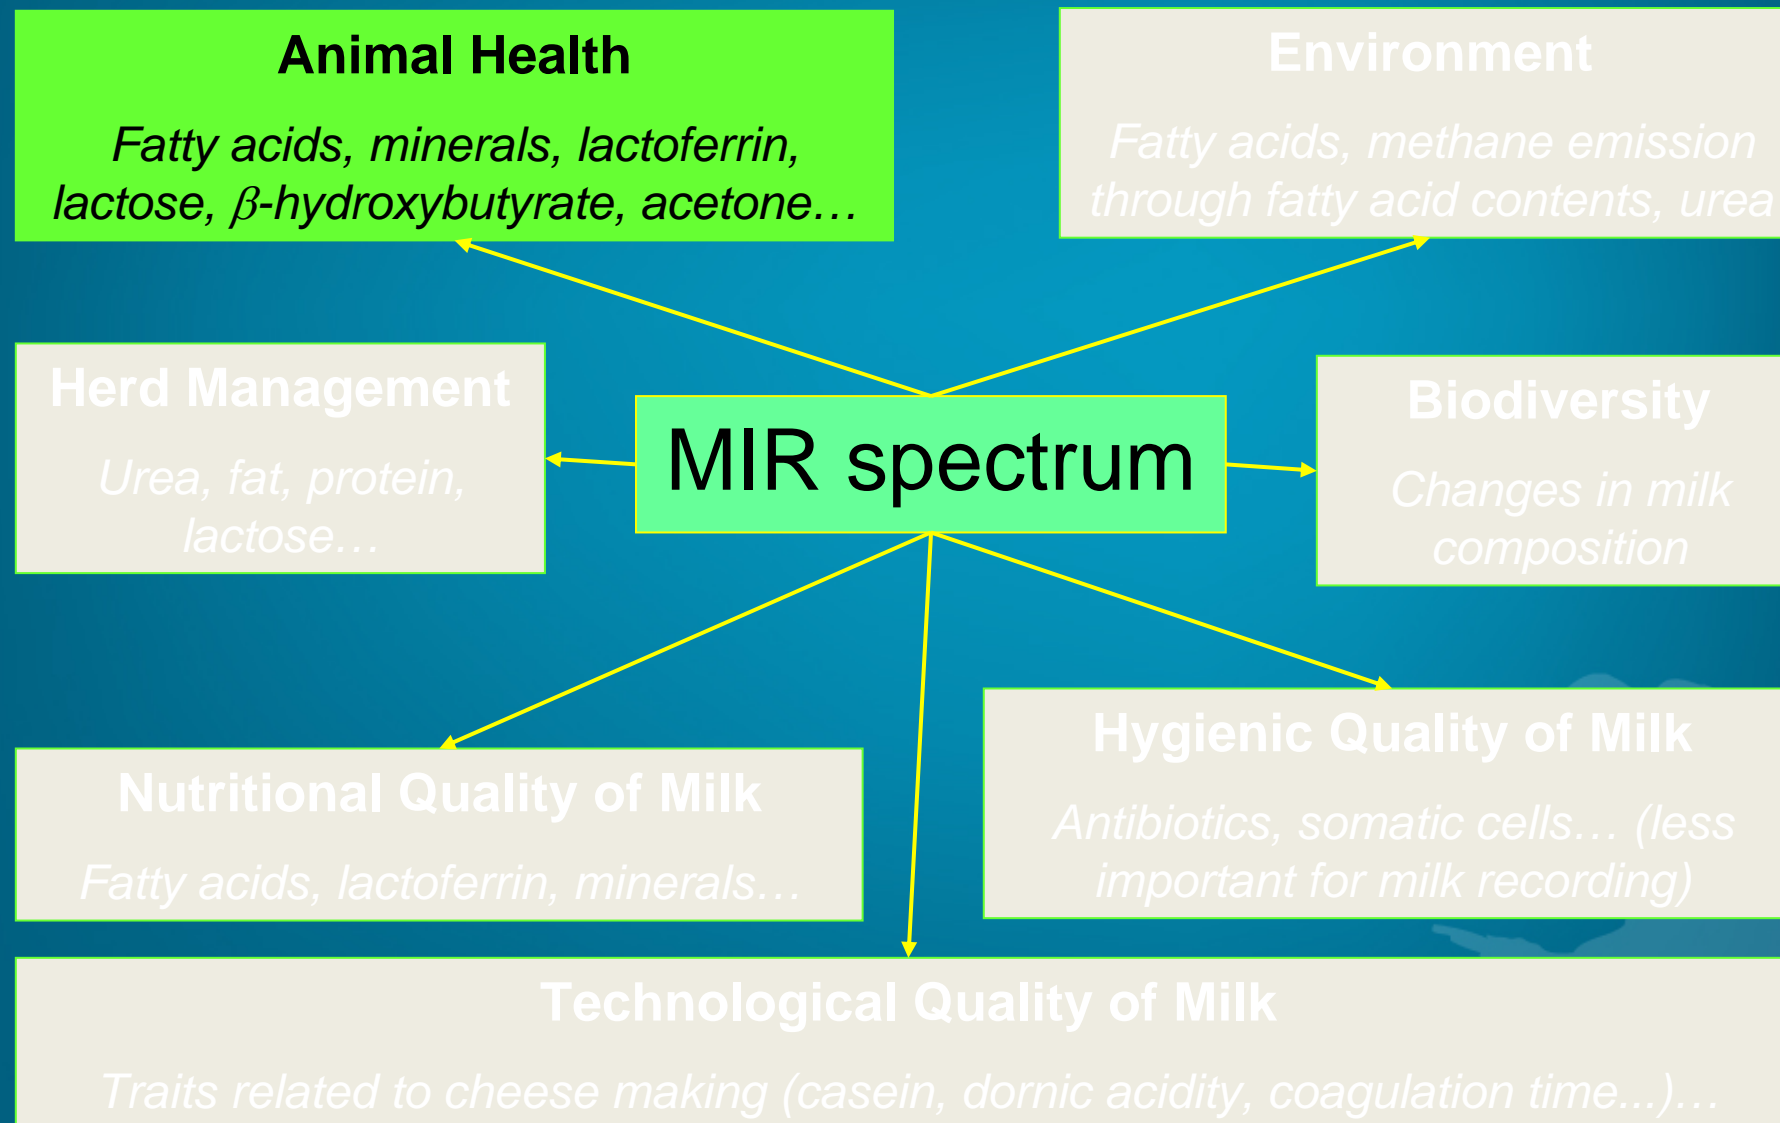 Animal Health
Fatty acids, minerals, lactoferrin,
lactose, β-hydroxybutyrate, acetone…
Environment
Fatty acids, methane emission
through fatty acid contents, urea
Herd Management
Urea, fat, protein,
lactose…
MIR spectrum
Biodiversity
Changes in milk
composition
Nutritional Quality of Milk
Fatty acids, lactoferrin, minerals…
Hygienic Quality of Milk
Antibiotics, somatic cells… (less
important for milk recording)
Technological Quality of Milk
Traits related to cheese making (casein, dornic acidity, coagulation time...)…